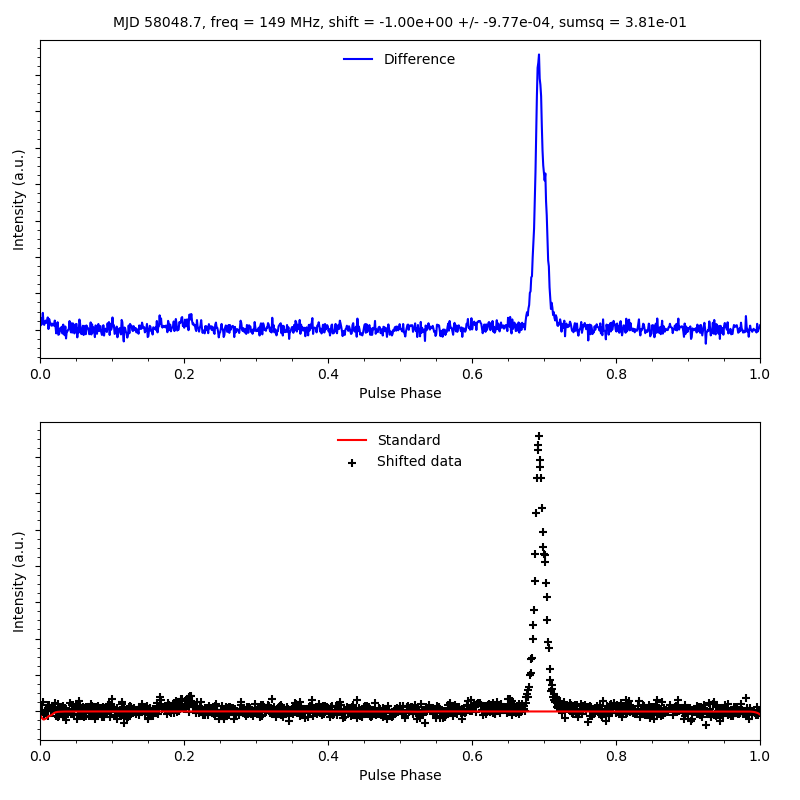 MJD 58048.7, freq = 149 MHz, shift = -1.00e+00 +/- -9.77e-04, sumsq = 3.81e-01
Difference
Intensity (a.u.)
0.0 0.2 0.4 0.6 0.8 1.0
Pulse Phase
Standard
Shifted data
Intensity (a.u.)
0.0 0.2 0.4 0.6 0.8 1.0
Pulse Phase